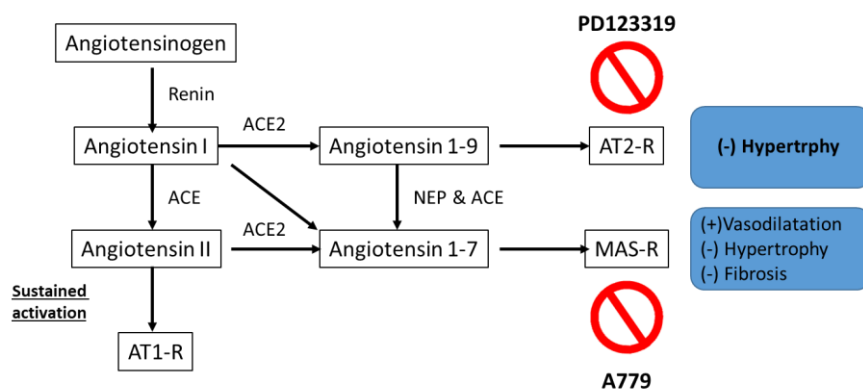 PD123319
Angiotensinogen
Renin
ACE2
Angiotensin I
Angiotensin 1-9
AT2-R
(-) Hypertrphy
ACE
NEP & ACE
ACE2
Angiotensin II
Angiotensin 1-7
MAS-R
(+)Vasodilatation
(-) Hypertrophy
(-) Fibrosis
Sustained
activation
AT1-R
A779